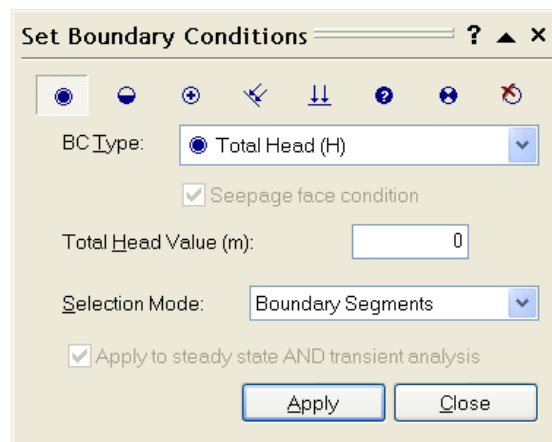 Set Boundary Conditions ?
BC Type: Total Head (H)
Seepage face condition
Total Head Value (m): 0
Selection Mode: Boundary Segments
Apply to steady state AND transient analysis
Apply Close